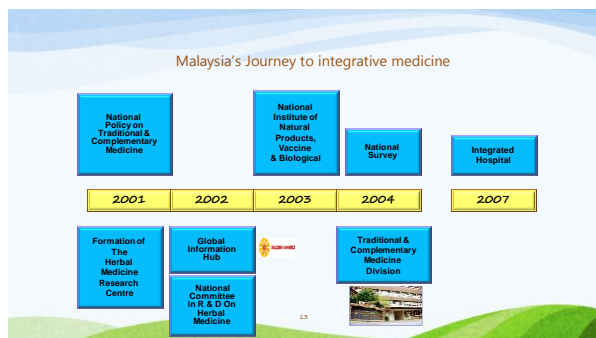 Malaysia's Journey to integrative medicine
National
Policy on
Traditional &
Complementary
Medicine
National
Institute of
Natural
Products,
Vaccine
& Biological
National
Survey
Integrated
Hospital
2001
2002
2003
2004
2007
Formation of
The
Herbal
Medicine
Research
Centre
Global
Information
Hub
National
Committee
in R & D On
Herbal
Medicine
Traditional &
Complementary
Medicine
Division
13